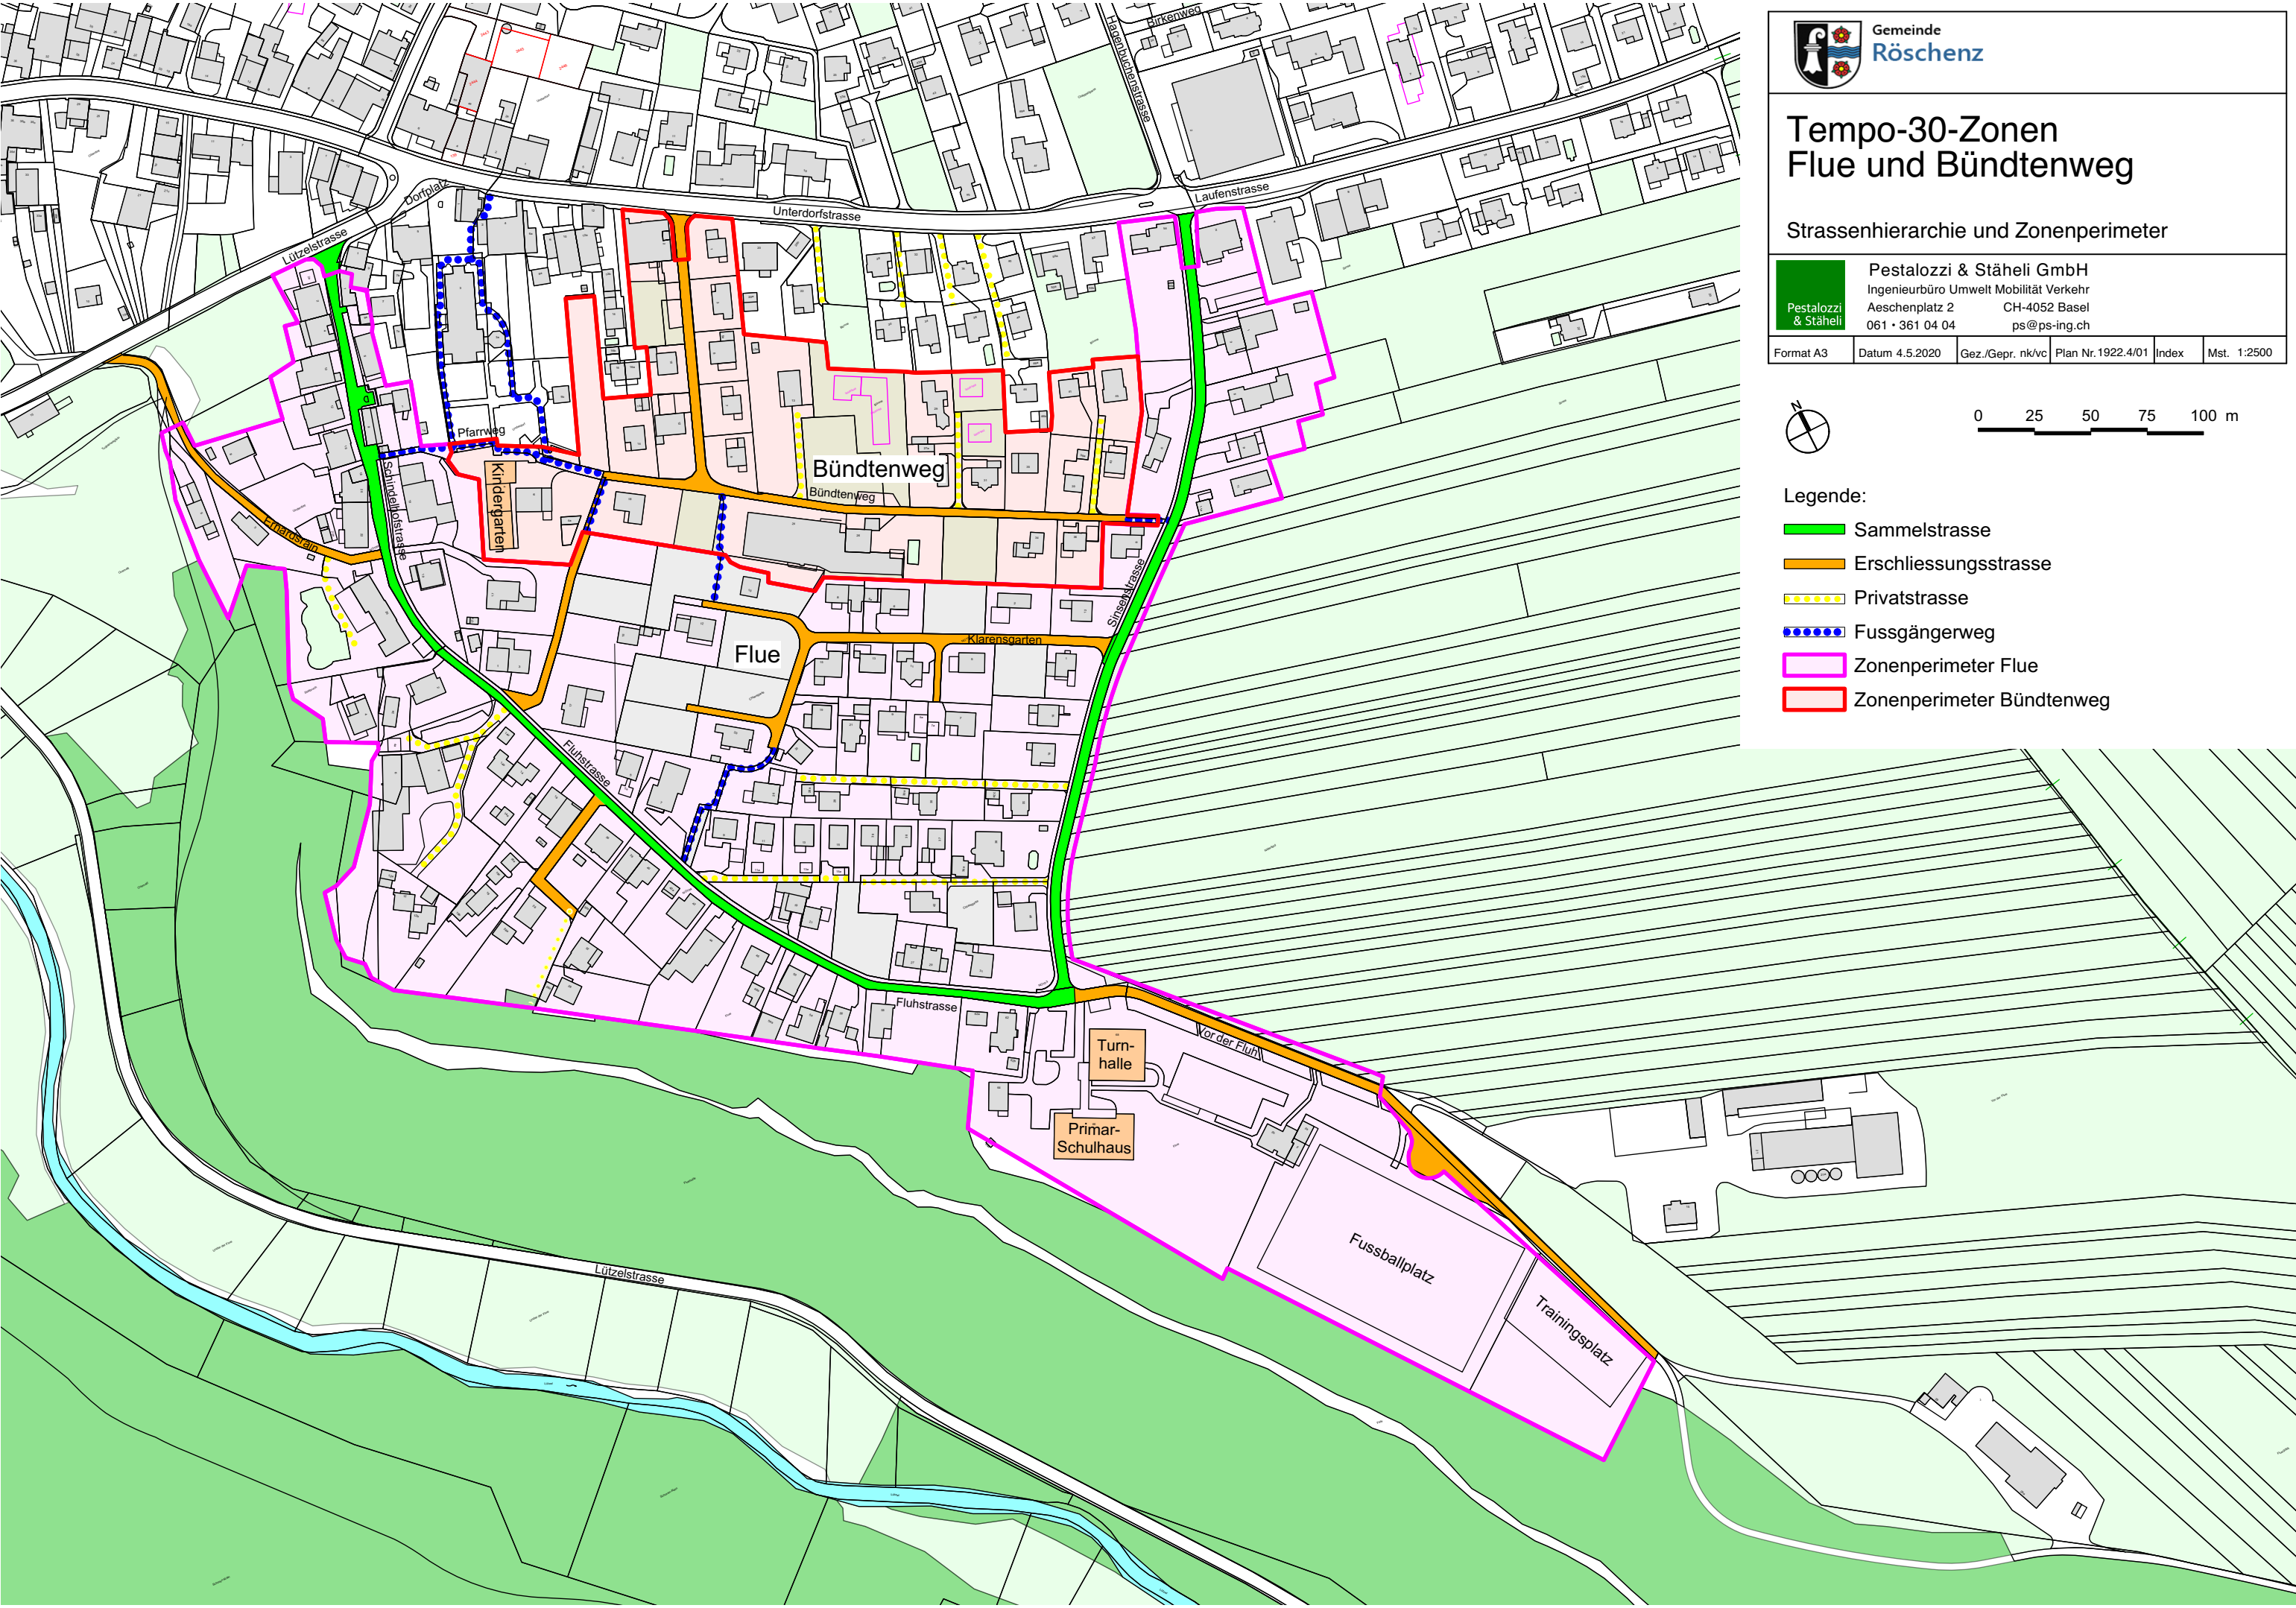 Gemeinde
Röschenz
Tempo-30-Zonen
Flue und Bündtenweg
Strassenhierarchie und Zonenperimeter
Pestalozzi
& Stäheli
Pestalozzi & Stäheli GmbH
Ingenieurbüro Umwelt Mobilität Verkehr
Aeschenplatz 2 CH-4052 Basel
061 • 361 04 04 ps@ps-ing.ch
Format A3 Datum 4.5.2020 Gez./Gepr. nk/vc Plan Nr. 1922.4/01 Index Mst. 1:2500
N
0 25 50 75 100 m
Legende:
Sammelstrasse
Erschliessungsstrasse
Privatstrasse
Fussgängerweg
Zonenperimeter Flue
Zonenperimeter Bündtenweg
Birkenweg
Hagenbuchenstrasse
Dorfplatz
Laufenstrasse
Unterdorfstrasse
Lützelstrasse
Pfarrweg
Kindergarten
Schindelhofstrasse
Bündtenweg
Bündtenweg
Ernardsrain
Sinsenstrasse
Klarensgarten
Flue
Fluhstrasse
Fluhstrasse
Vor der Fluh
Turn-
halle
Primar-
Schulhaus
Fussballplatz
Trainingsplatz
Lützelstrasse